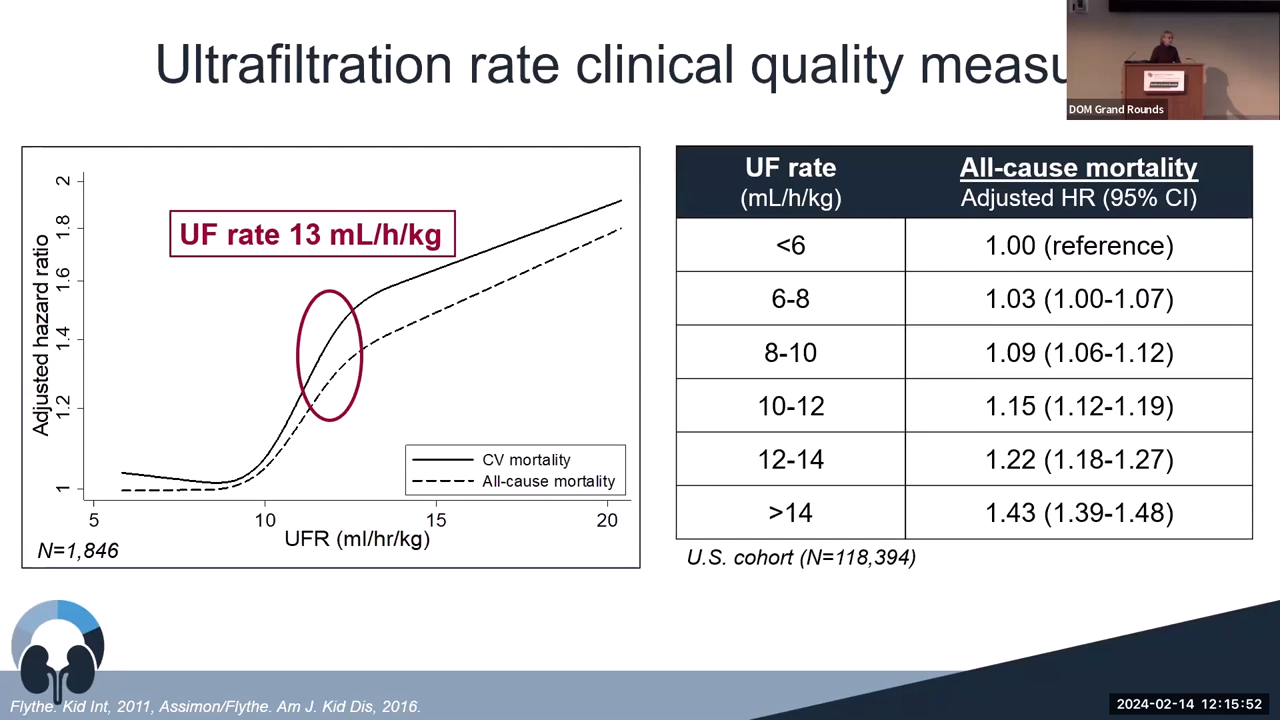 Ultrafiltration rate clinical quality measu
DOM Grand Rounds
UF rate 13 mL/h/kg
Adjusted hazard ratio
2
1.8
1.6
1.4
1.2
1
CV mortality
All-cause mortality
5 10 15 20
UFR (ml/hr/kg)
N=1,846
UF rate All-cause mortality
(mL/h/kg) Adjusted HR (95% CI)
<6 1.00 (reference)
6-8 1.03 (1.00-1.07)
8-10 1.09 (1.06-1.12)
10-12 1.15 (1.12-1.19)
12-14 1.22 (1.18-1.27)
>14 1.43 (1.39-1.48)
U.S. cohort (N=118,394)
Flythe. Kid Int, 2011, Assimon/Flythe. Am J. Kid Dis, 2016.
2024-02-14 12:15:52